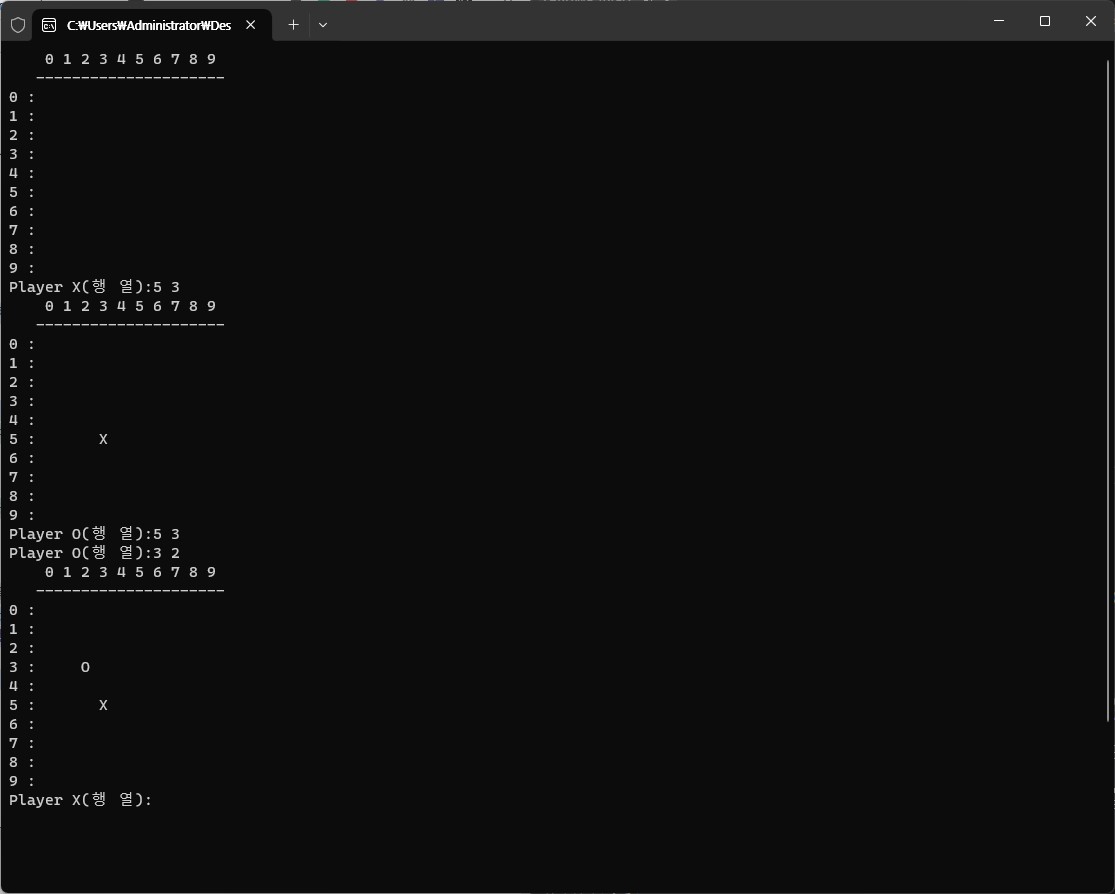 C:₩Users₩Administrator₩Des
    0 1 2 3 4 5 6 7 8 9
   ---------------------
0 :
1 :
2 :
3 :
4 :
5 :
6 :
7 :
8 :
9 :
Player X(행 열):5 3
    0 1 2 3 4 5 6 7 8 9
   ---------------------
0 :
1 :
2 :
3 :
4 :
5 :       X
6 :
7 :
8 :
9 :
Player O(행 열):5 3
Player O(행 열):3 2
    0 1 2 3 4 5 6 7 8 9
   ---------------------
0 :
1 :
2 :
3 :     O
4 :
5 :       X
6 :
7 :
8 :
9 :
Player X(행 열):